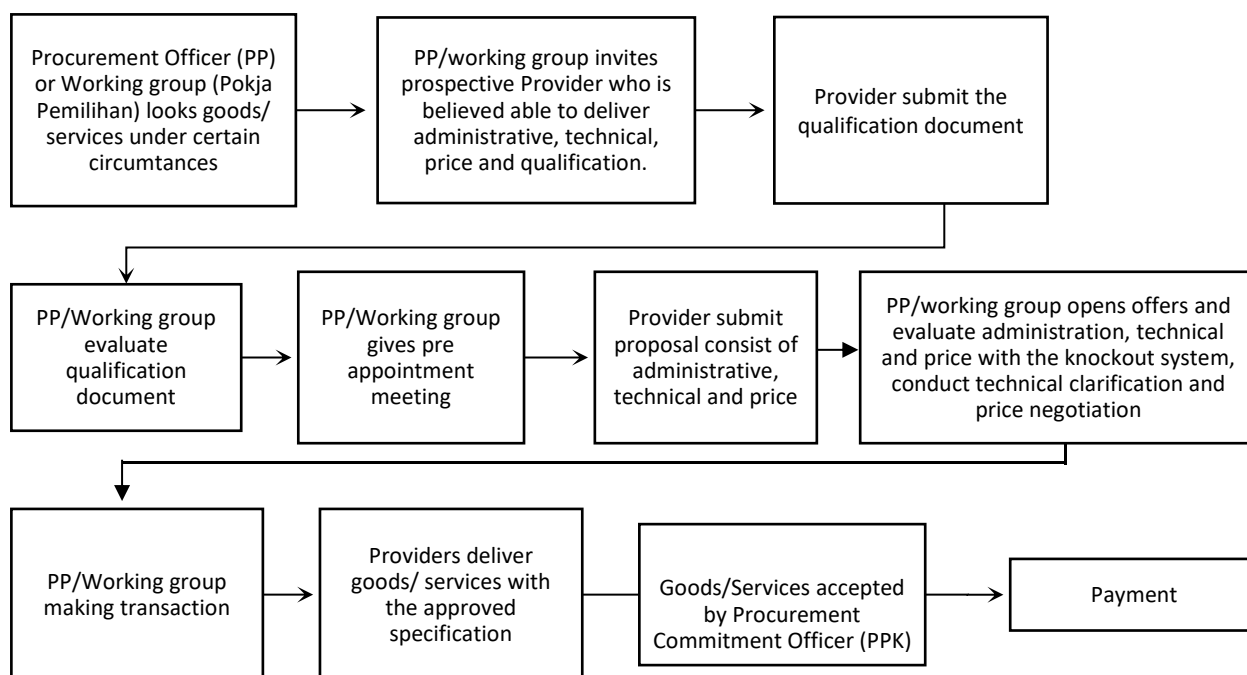 Procurement Officer (PP)
or Working group (Pokja
Pemilihan) looks goods/
services under certain
circumtances
PP/working group invites
prospective Provider who is
believed able to deliver
administrative, technical,
price and qualification.
Provider submit the
qualification document
PP/Working group
evaluate
qualification
document
PP/Working group
gives pre
appointment
meeting
Provider submit
proposal consist of
administrative,
technical and price
PP/working group opens offers and
evaluate administration, technical
and price with the knockout system,
conduct technical clarification and
price negotiation
PP/Working group
making transaction
Providers deliver
goods/ services with
the approved
specification
Goods/Services accepted
by Procurement
Commitment Officer (PPK)
Payment